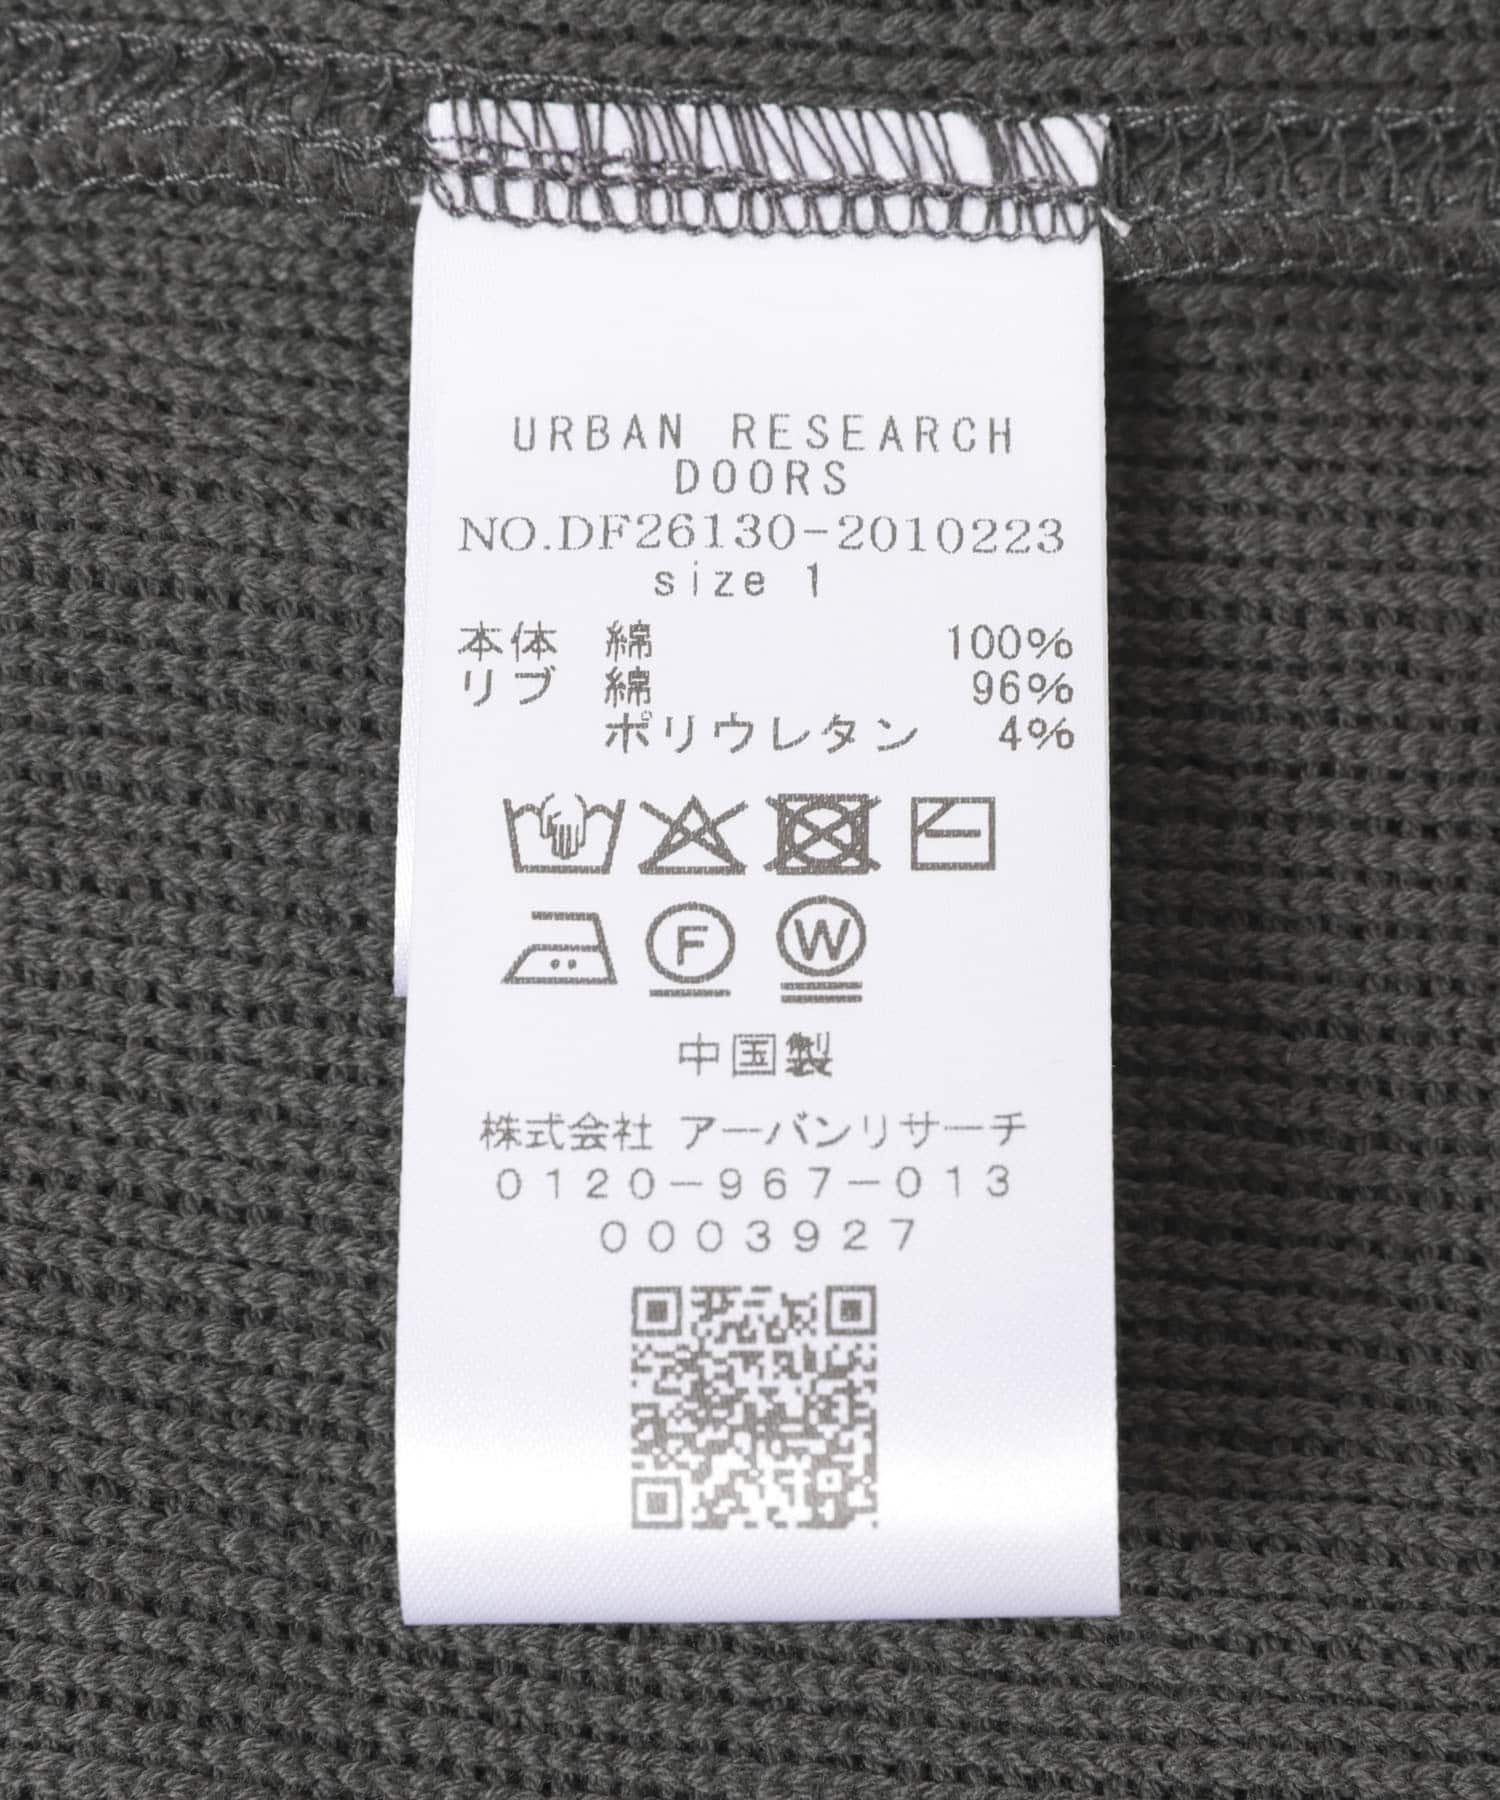 URBAN RESEARCH
DOORS
NO.DF26130-2010223
size 1
本体 綿 100%
リブ 綿 96%
ポリウレタン 4%
F W
中国製
株式会社 アーバンリサーチ
0120-967-013
0003927